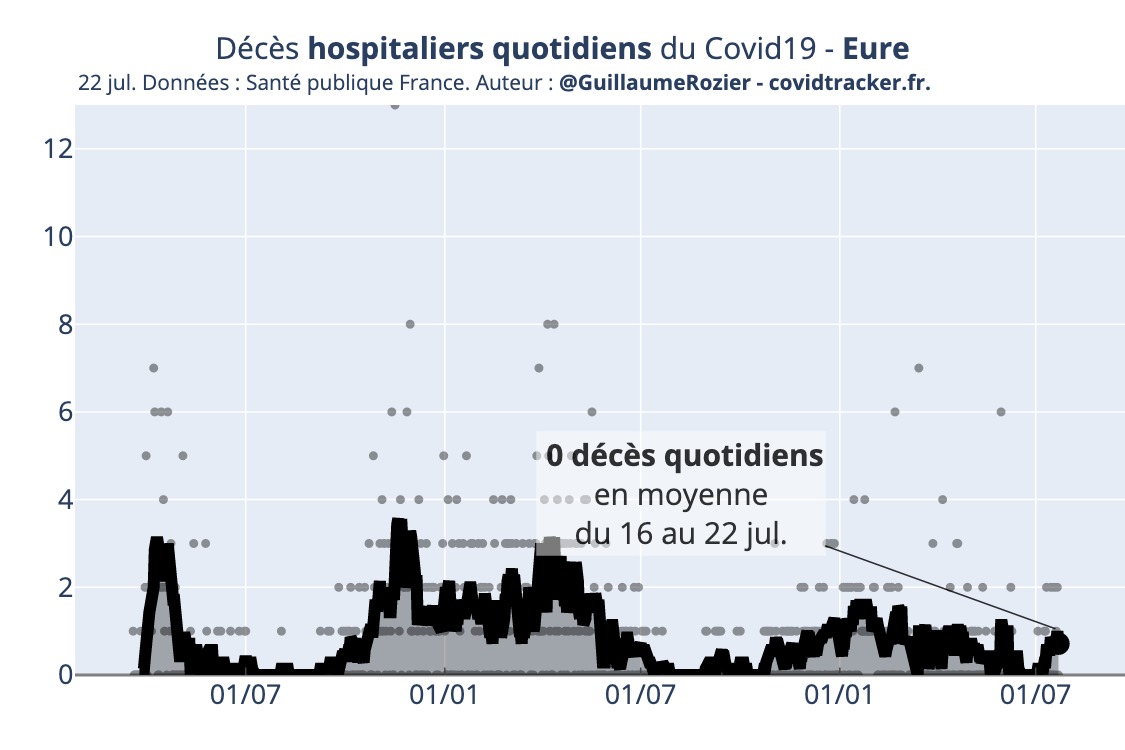 Décès hospitaliers quotidiens du Covid19 - Eure
22 jul. Données : Santé publique France. Auteur : @GuillaumeRozier - covidtracker.fr.
12
10
8
6
0 décès quotidiens
4
en moyenne
du 16 au 22 jul.
2
0
01/07 01/01 01/07 01/01 01/07